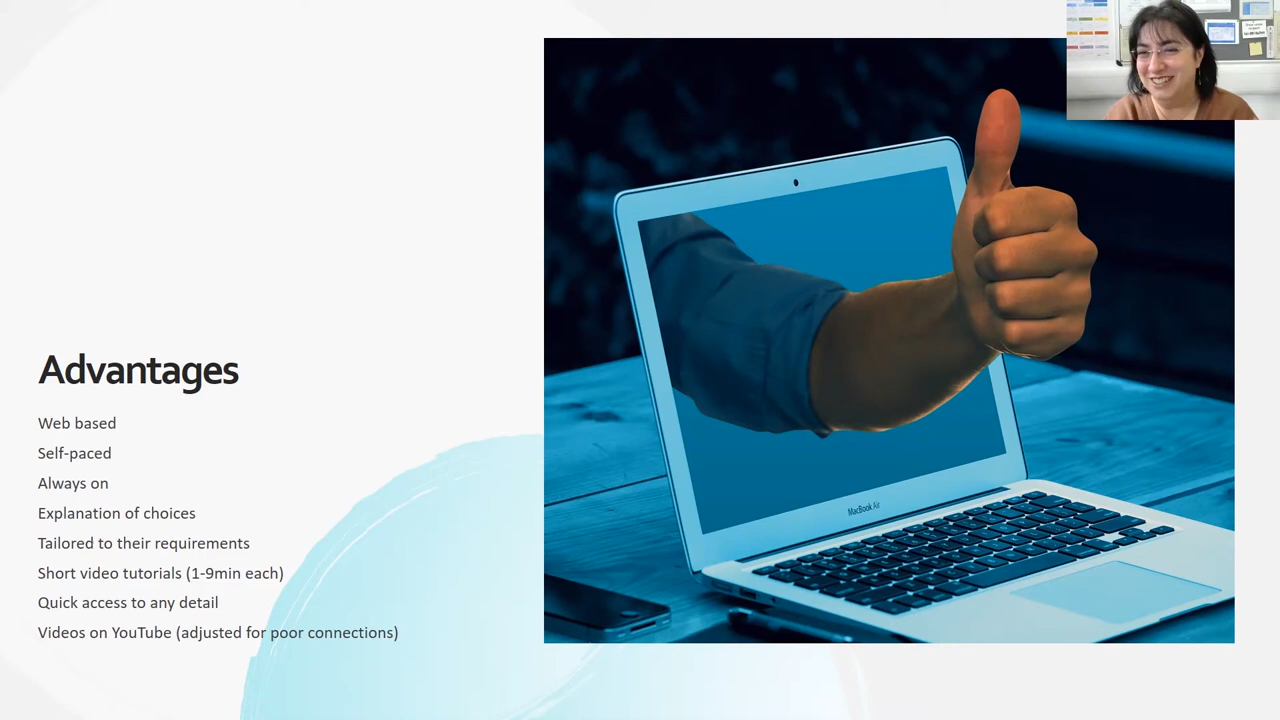 Advantages
Web based
Self-paced
Always on
Explanation of choices
Tailored to their requirements
Short video tutorials (1-9min each)
Quick access to any detail
Videos on YouTube (adjusted for poor connections)
MacBook Air